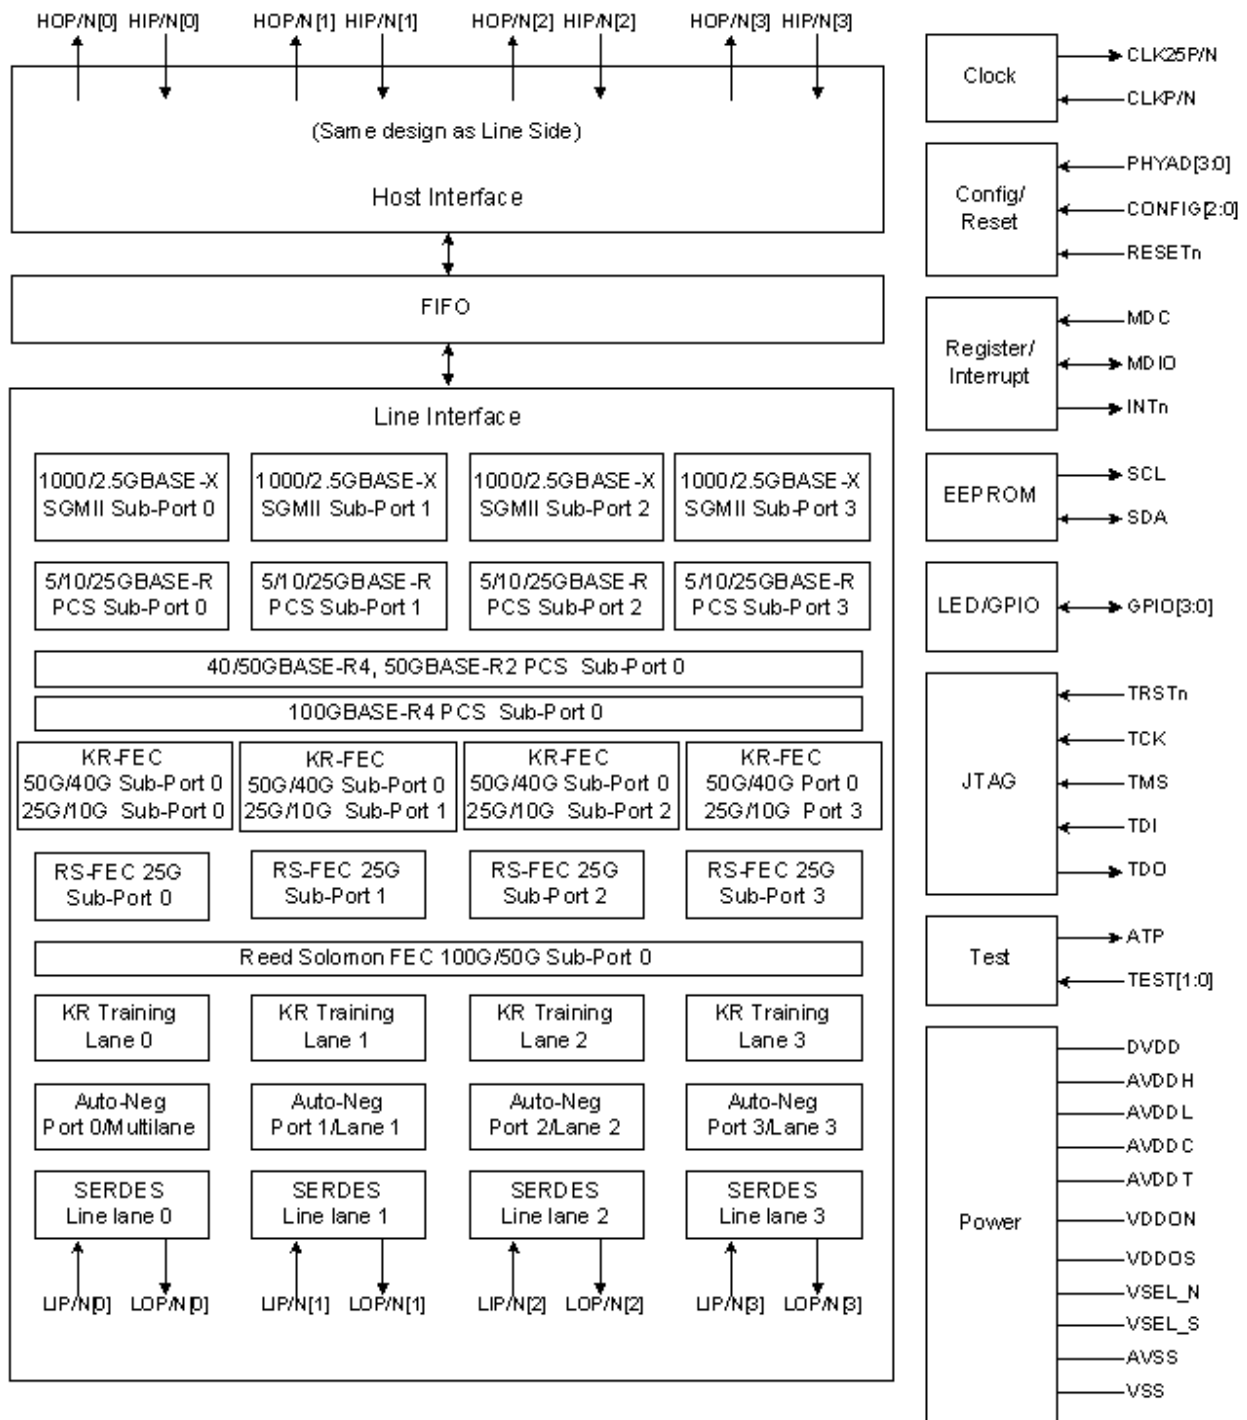 HOP/N[0] HIP/N[0] HOP/N[1] HIP/N[1] HOP/N[2] HIP/N[2] HOP/N[3] HIP/N[3]
(Same design as Line Side)
Host Interface
FIFO
Line Interface
1000/2.5GBASE-X
SGMII Sub-Port 0
1000/2.5GBASE-X
SGMII Sub-Port 1
1000/2.5GBASE-X
SGMII Sub-Port 2
1000/2.5GBASE-X
SGMII Sub-Port 3
5/10/25GBASE-R
PCS Sub-Port 0
5/10/25GBASE-R
PCS Sub-Port 1
5/10/25GBASE-R
PCS Sub-Port 2
5/10/25GBASE-R
PCS Sub-Port 3
40/50GBASE-R4, 50GBASE-R2 PCS Sub-Port 0
100GBASE-R4 PCS Sub-Port 0
KR-FEC
50G/40G Sub-Port 0
25G/10G Sub-Port 0
KR-FEC
50G/40G Sub-Port 0
25G/10G Sub-Port 1
KR-FEC
50G/40G Sub-Port 0
25G/10G Sub-Port 2
KR-FEC
50G/40G Port 0
25G/10G Port 3
RS-FEC 25G
Sub-Port 0
RS-FEC 25G
Sub-Port 1
RS-FEC 25G
Sub-Port 2
RS-FEC 25G
Sub-Port 3
Reed Solomon FEC 100G/50G Sub-Port 0
KR Training
Lane 0
KR Training
Lane 1
KR Training
Lane 2
KR Training
Lane 3
Auto-Neg
Port 0/Multilane
Auto-Neg
Port 1/Lane 1
Auto-Neg
Port 2/Lane 2
Auto-Neg
Port 3/Lane 3
SERDES
Line lane 0
SERDES
Line lane 1
SERDES
Line lane 2
SERDES
Line lane 3
LIP/N[0] LOP/N[0] LIP/N[1] LOP/N[1] LIP/N[2] LOP/N[2] LIP/N[3] LOP/N[3]
Clock
CLK25P/N
CLKP/N
Config/
Reset
PHYAD[3:0]
CONFIG[2:0]
RESETn
Register/
Interrupt
MDC
MDIO
INTn
EEPROM
SCL
SDA
LED/GPIO
GPIO[3:0]
JTAG
TRSTn
TCK
TMS
TDI
TDO
Test
ATP
TEST[1:0]
Power
DVDD
AVDDH
AVDDL
AVDDC
AVDDT
VDDON
VDDOS
VSEL_N
VSEL_S
AVSS
VSS